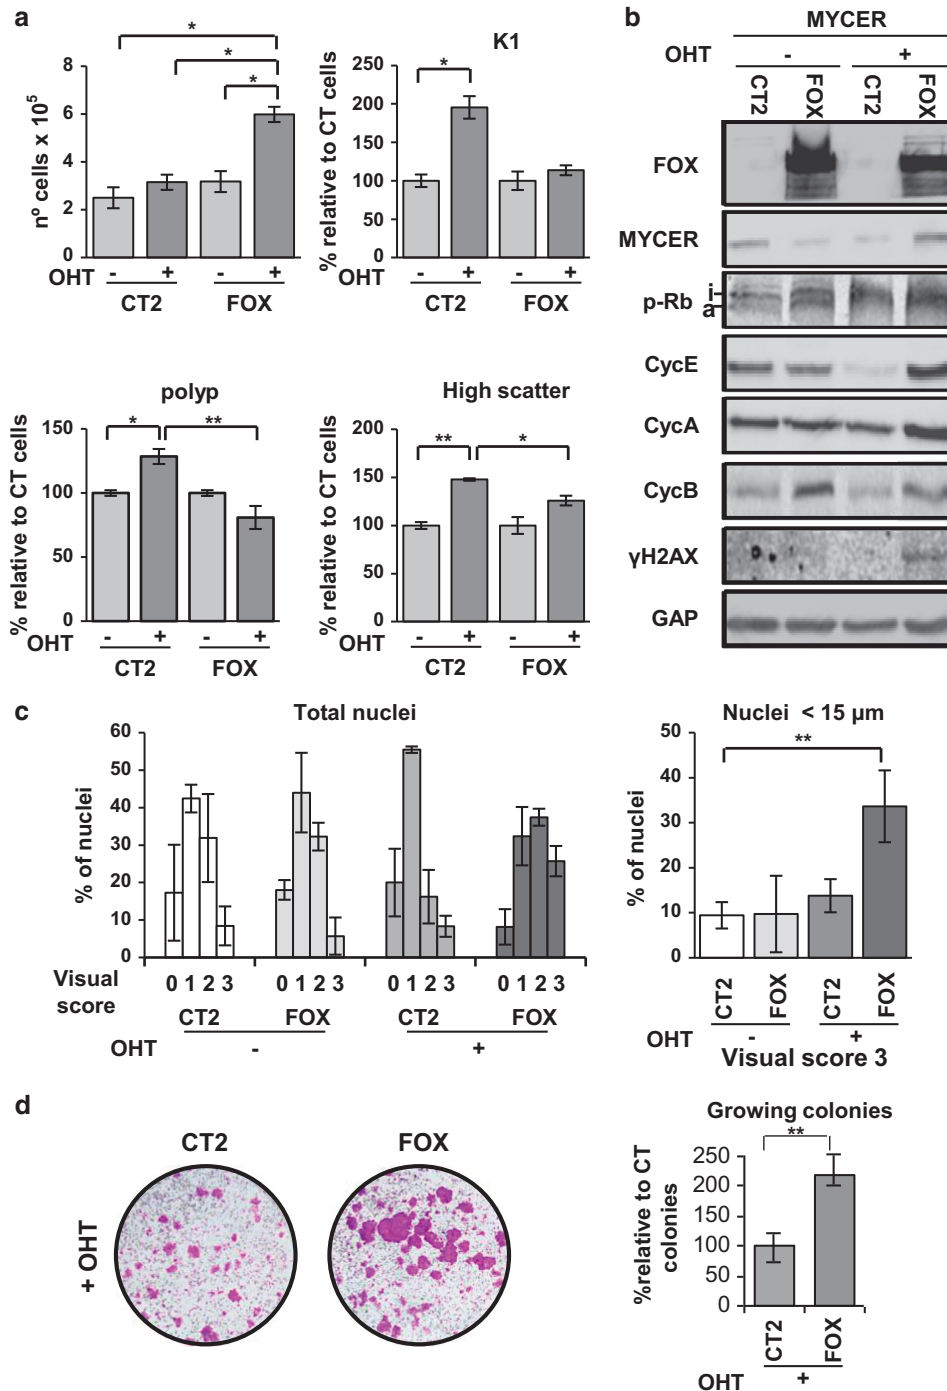 a
*
*
*
8
6
4
2
0
nº cells x 10⁵
OHT - + - +
CT2 FOX
K1
*
250
200
150
100
50
0
% relative to CT cells
OHT - + - +
CT2 FOX
polyp
* **
150
100
50
0
% relative to CT cells
OHT - + - +
CT2 FOX
High scatter
** *
200
150
100
50
0
% relative to CT cells
OHT - + - +
CT2 FOX
b
MYCER
OHT - +
CT2 FOX CT2 FOX
FOX
MYCER
p-Rb i a
CycE
CycA
CycB
γH2AX
GAP
c
Total nuclei
60
50
40
30
20
10
0
% of nuclei
Visual score
0 1 2 3 0 1 2 3 0 1 2 3 0 1 2 3
CT2 FOX CT2 FOX
OHT - +
Nuclei < 15 µm
**
50
40
30
20
10
0
% of nuclei
CT2 FOX CT2 FOX
OHT - +
Visual score 3
d
CT2 FOX
+ OHT
Growing colonies
**
250
200
150
100
50
0
%relative to CT
colonies
CT2 FOX
OHT +